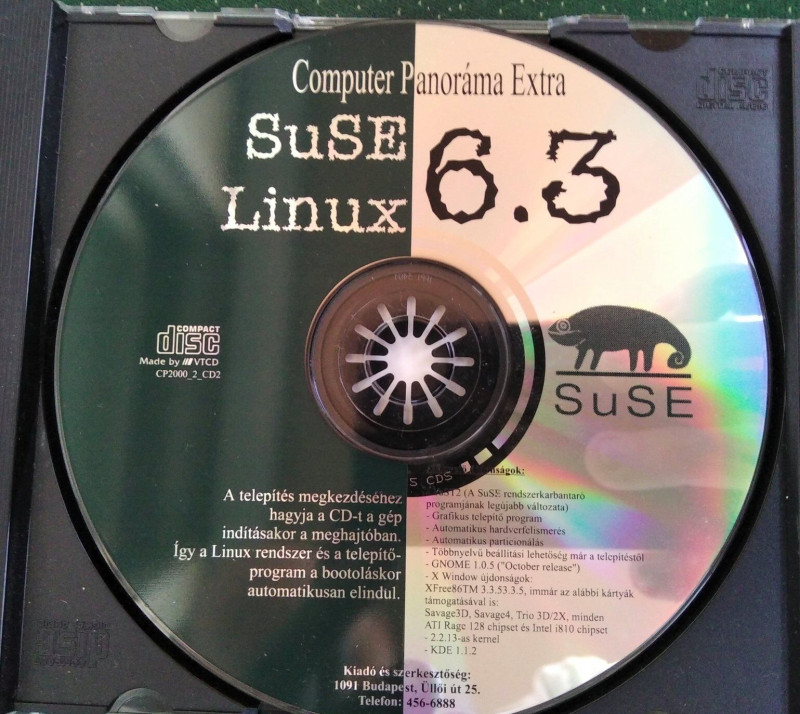 Computer Panoráma Extra
SuSE
Linux
6.3
COMPACT
disc
Made by VTCD
CP2000_2_CD2
SuSE
A telepítés megkezdéséhez
hagyja a CD-t a gép
indításakor a meghajtóban.
Így a Linux rendszer és a telepítő-
program a bootoláskor
automatikusan elindul.
(A SuSE rendszerkarbantartó
programjának legújabb változata)
- Grafikus telepítő program
- Automatikus hardverfelismerés
- Automatikus particionálás
- Többnyelvű beállítási lehetőség már a telepítéstől
- GNOME 1.0.5 ("October release")
- X Window újdonságok:
XFree86TM 3.3.53.3.5, immár az alábbi kártyák
támogatásával is:
Savage3D, Savage4, Trio 3D/2X, minden
ATI Rage 128 chipset és Intel i810 chipset
- 2.2.13-as kernel
- KDE 1.1.2
Kiadó és szerkesztőség:
1091 Budapest, Üllői út 25.
Telefon: 456-6888
disc